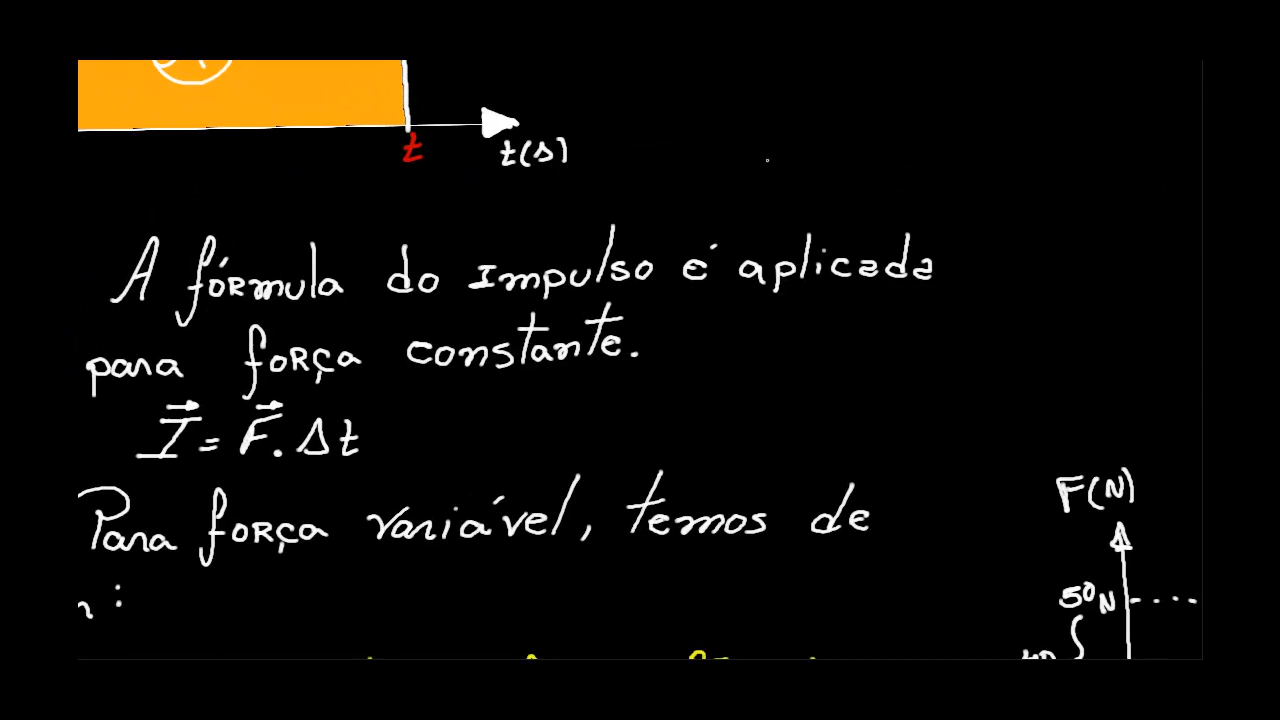 t
t(s)
A fórmula do Impulso é aplicada
para força constante.
I = F . Δt
Para força variável, temos de
F(N)
50N